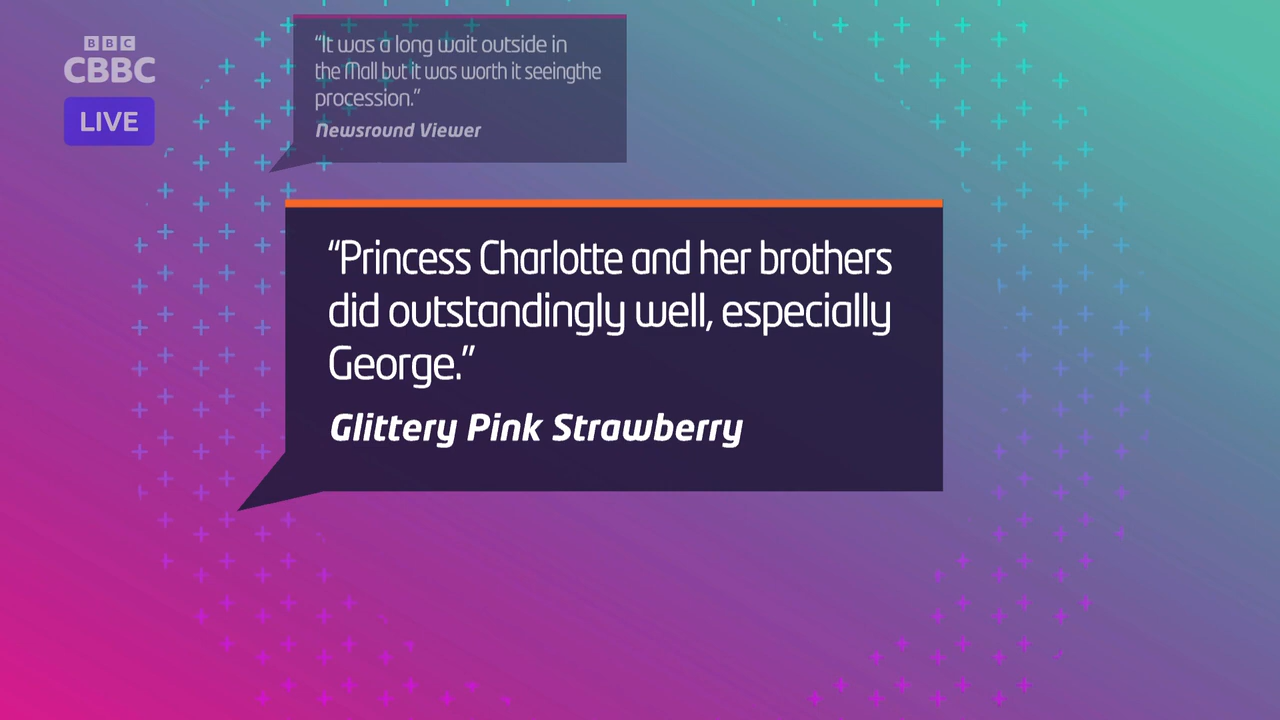 BBC
CBBC
LIVE
“It was a long wait outside in
the Mall but it was worth it seeingthe
procession.”
Newsround Viewer
“Princess Charlotte and her brothers
did outstandingly well, especially
George.”
Glittery Pink Strawberry